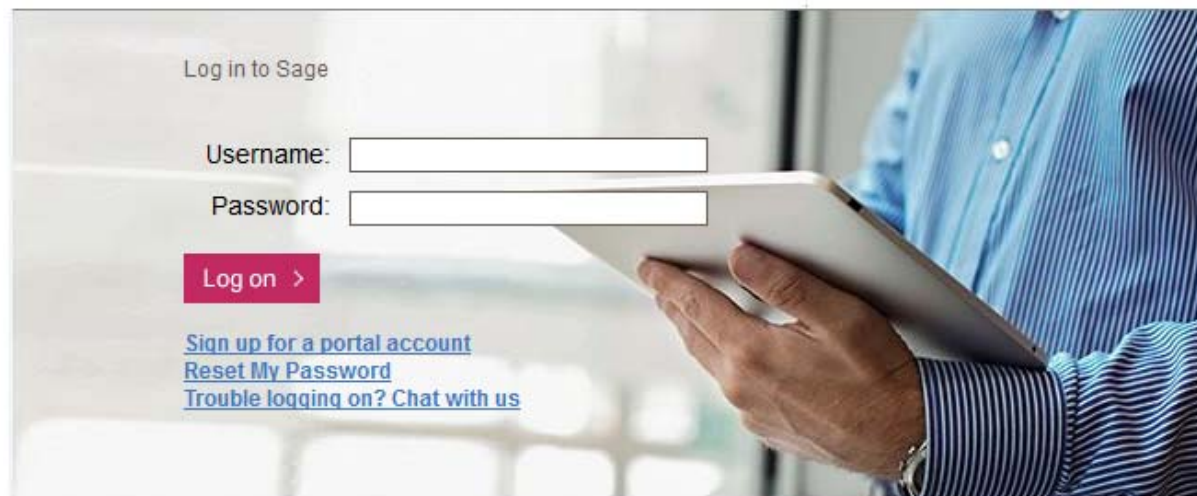 Log in to Sage
Username:
Password:
Log on >
Sign up for a portal account
Reset My Password
Trouble logging on? Chat with us